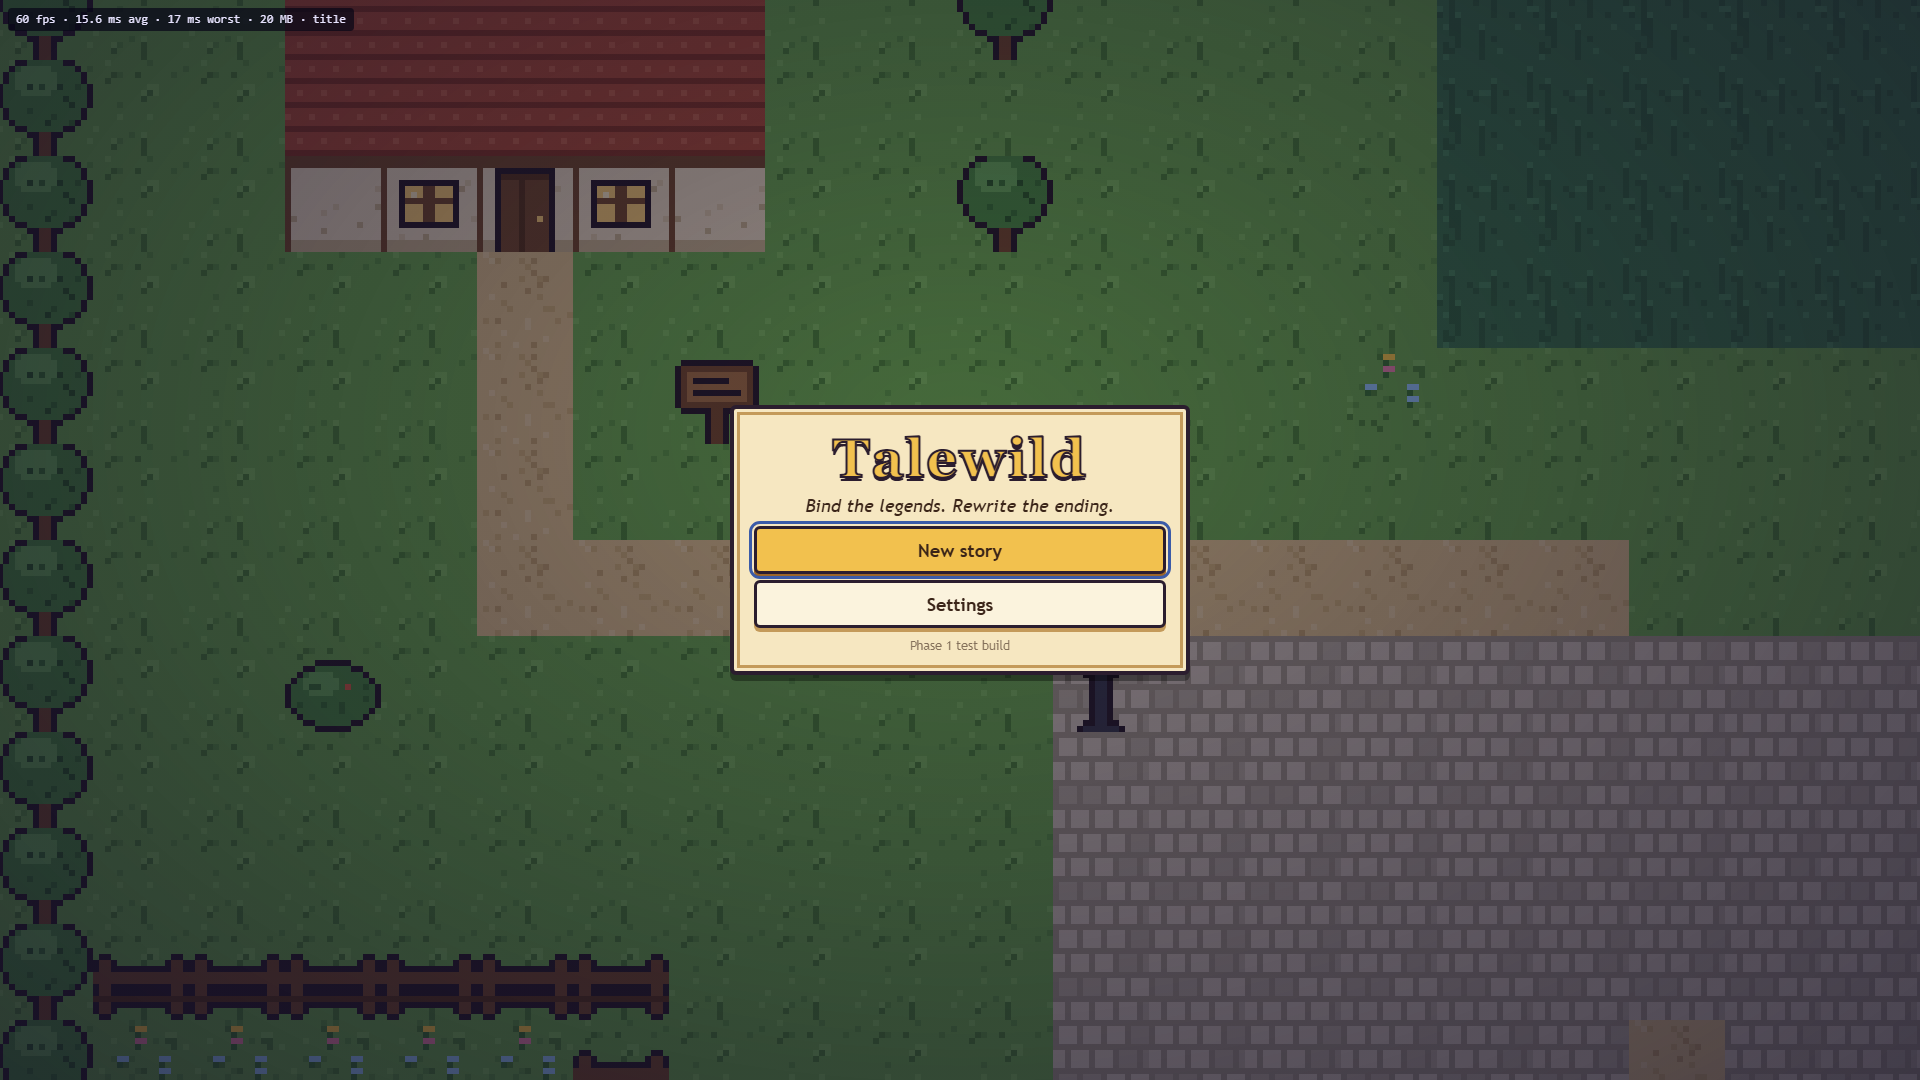 60 fps · 15.6 ms avg · 17 ms worst · 20 MB · title
Talewild
Bind the legends. Rewrite the ending.
New story
Settings
Phase 1 test build